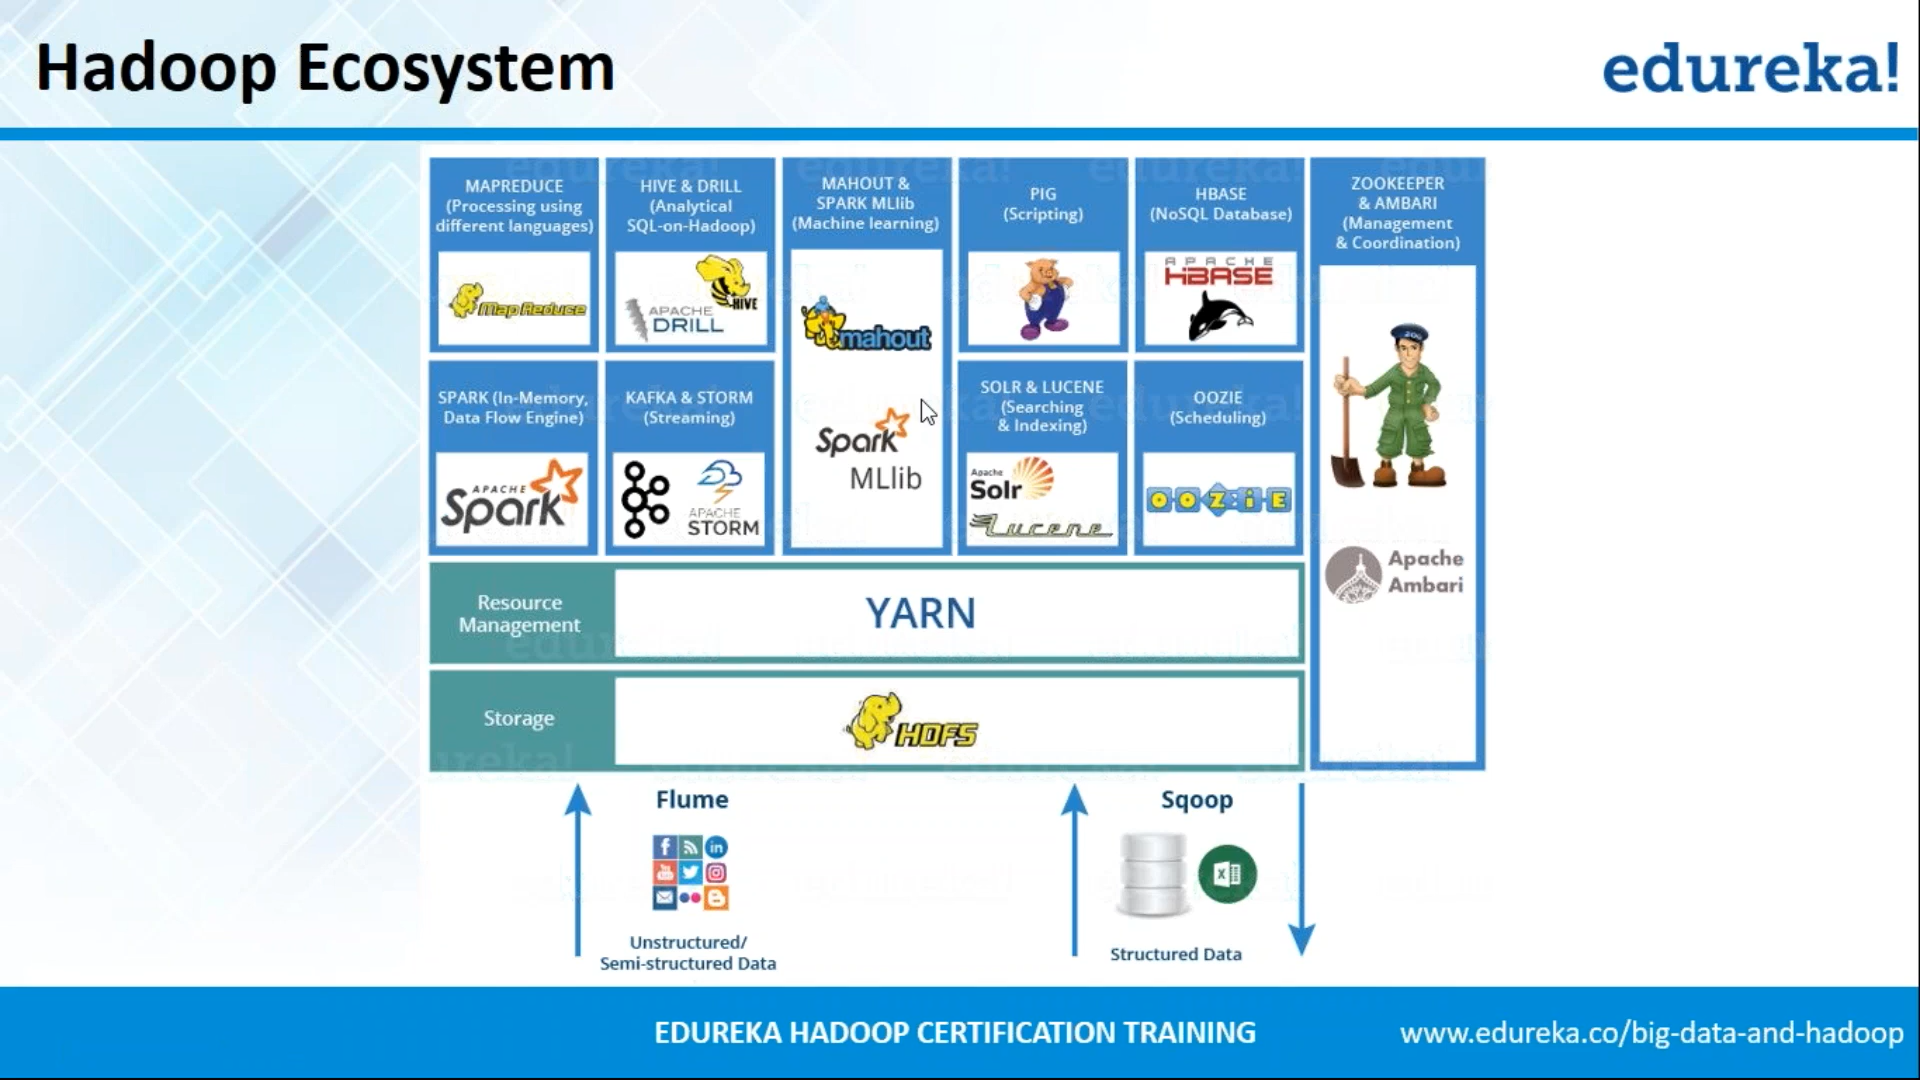 Hadoop Ecosystem
edureka!
MAPREDUCE
(Processing using
different languages)
Map Reduce
HIVE & DRILL
(Analytical
SQL-on-Hadoop)
HIVE
APACHE
DRILL
MAHOUT &
SPARK MLlib
(Machine learning)
mahout
Spark
MLlib
PIG
(Scripting)
HBASE
(NoSQL Database)
APACHE
HBASE
ZOOKEEPER
& AMBARI
(Management
& Coordination)
ZOO
Apache
Ambari
SPARK (In-Memory,
Data Flow Engine)
APACHE
Spark
KAFKA & STORM
(Streaming)
APACHE
STORM
SOLR & LUCENE
(Searching
& Indexing)
Apache
Solr
Lucene
OOZIE
(Scheduling)
OOZiE
Resource
Management
YARN
Storage
HDFS
Flume
Unstructured/
Semi-structured Data
Sqoop
Structured Data
EDUREKA HADOOP CERTIFICATION TRAINING
www.edureka.co/big-data-and-hadoop